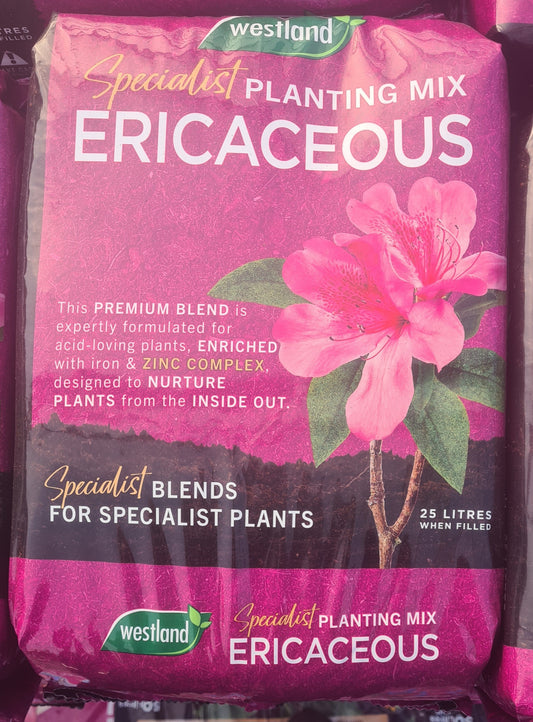 westland
TRES
FILLED
Specialist PLANTING MIX
ERICACEOUS
This PREMIUM BLEND is
expertly formulated for
acid-loving plants, ENRICHED
with iron & ZINC COMPLEX,
designed to NURTURE
PLANTS from the INSIDE OUT.
Specialist BLENDS
FOR SPECIALIST PLANTS
25 LITRES
WHEN FILLED
westland
Specialist PLANTING MIX
ERICACEOUS